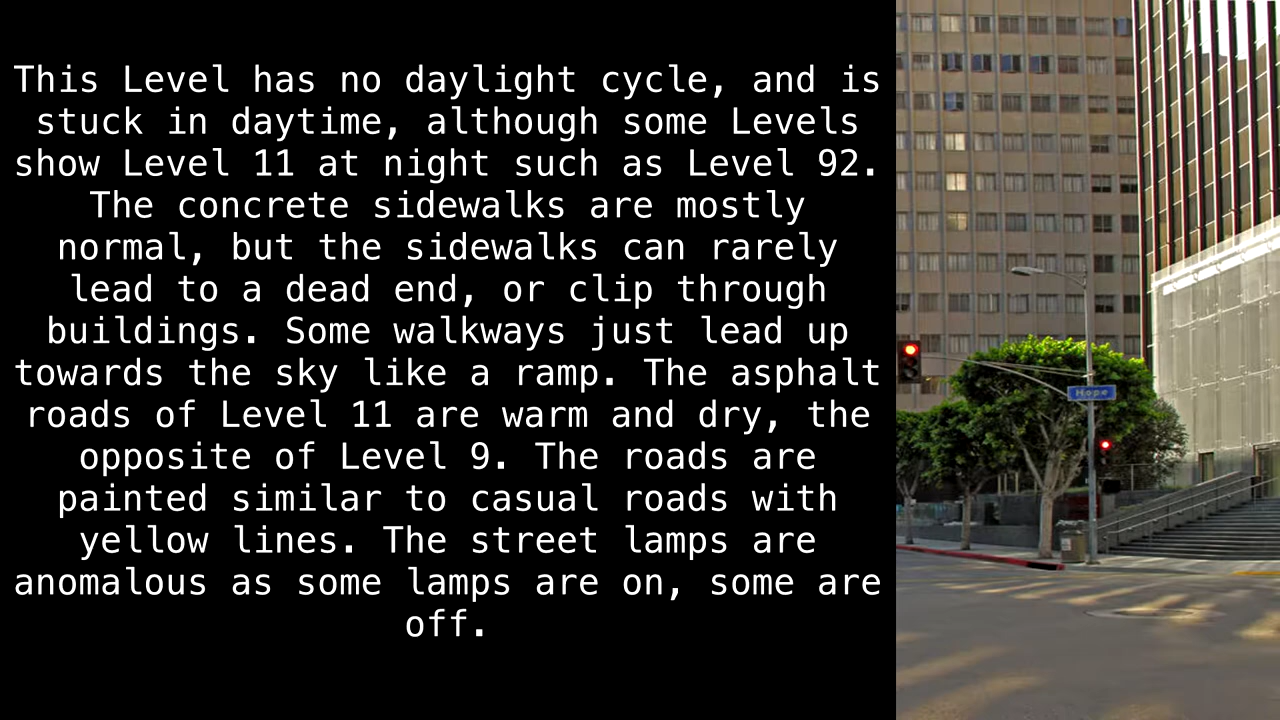 This Level has no daylight cycle, and is
stuck in daytime, although some Levels
show Level 11 at night such as Level 92.
The concrete sidewalks are mostly
normal, but the sidewalks can rarely
lead to a dead end, or clip through
buildings. Some walkways just lead up
towards the sky like a ramp. The asphalt
roads of Level 11 are warm and dry, the
opposite of Level 9. The roads are
painted similar to casual roads with
yellow lines. The street lamps are
anomalous as some lamps are on, some are
off.
Hope